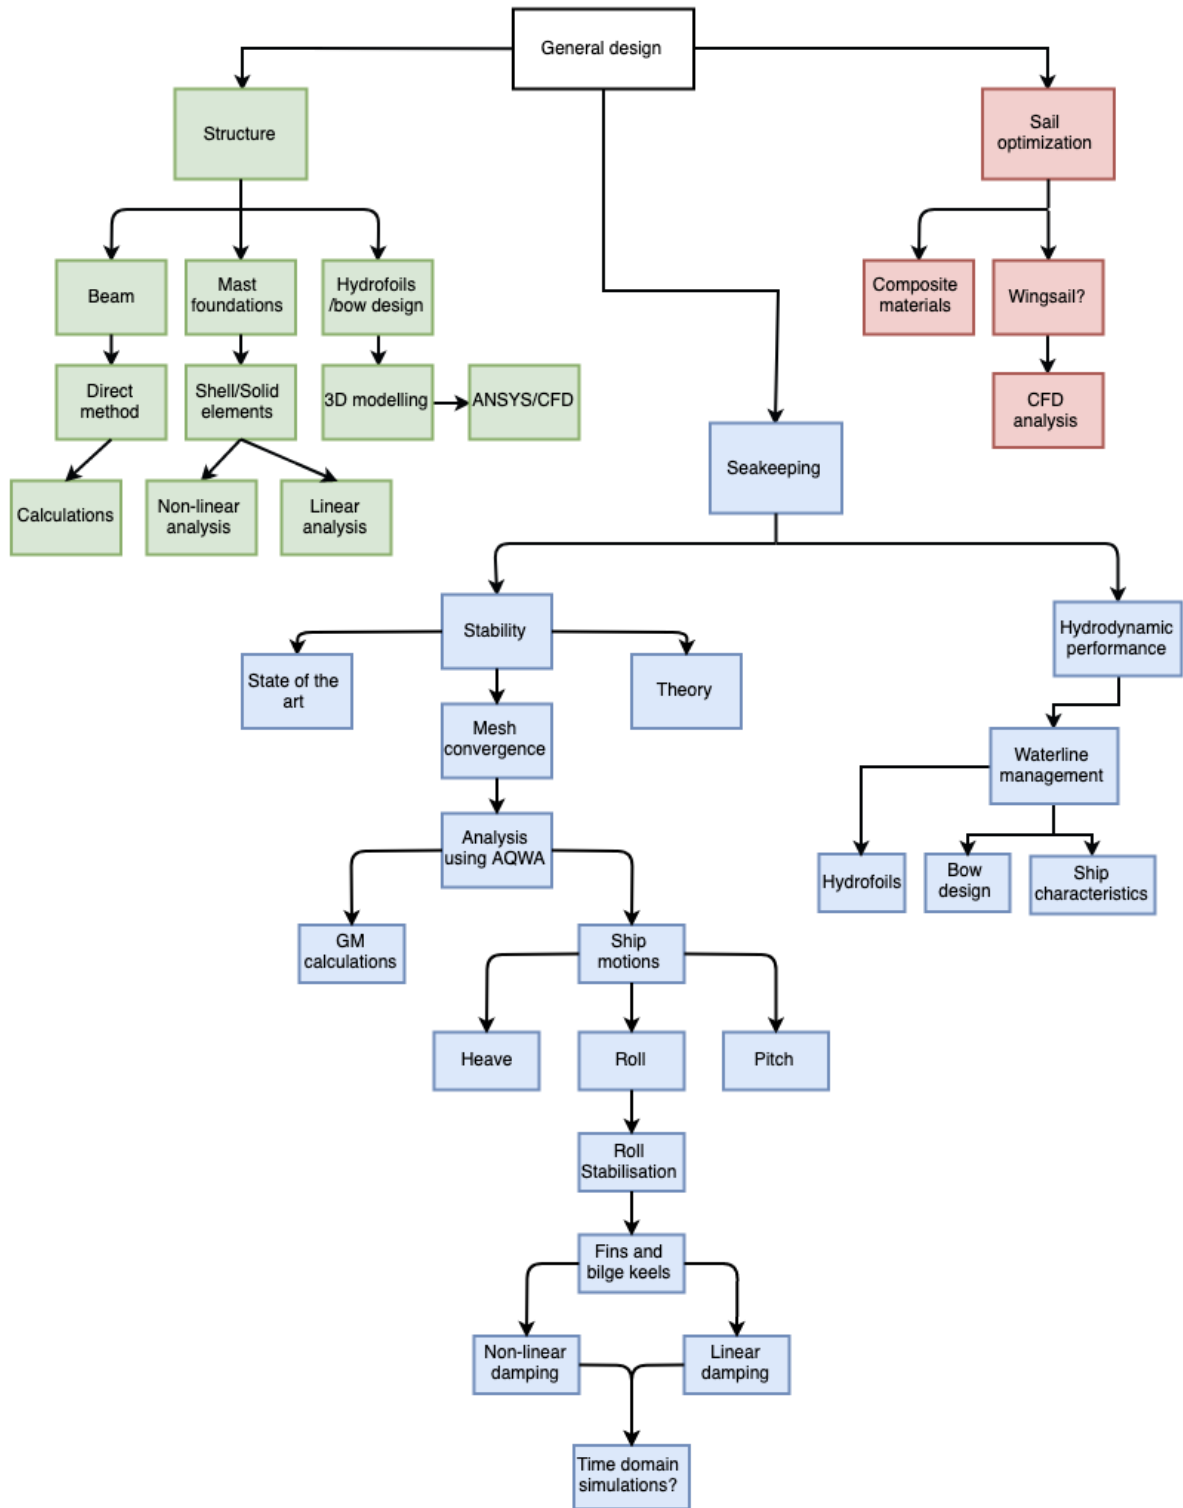 General design
Structure
Sail
optimization
Beam
Mast
foundations
Hydrofoils
/bow design
Composite
materials
Wingsail?
Direct
method
Shell/Solid
elements
3D modelling
ANSYS/CFD
CFD
analysis
Calculations
Non-linear
analysis
Linear
analysis
Seakeeping
Stability
Hydrodynamic
performance
State of the
art
Theory
Mesh
convergence
Waterline
management
Analysis
using AQWA
Hydrofoils
Bow
design
Ship
characteristics
GM
calculations
Ship
motions
Heave
Roll
Pitch
Roll
Stabilisation
Fins and
bilge keels
Non-linear
damping
Linear
damping
Time domain
simulations?